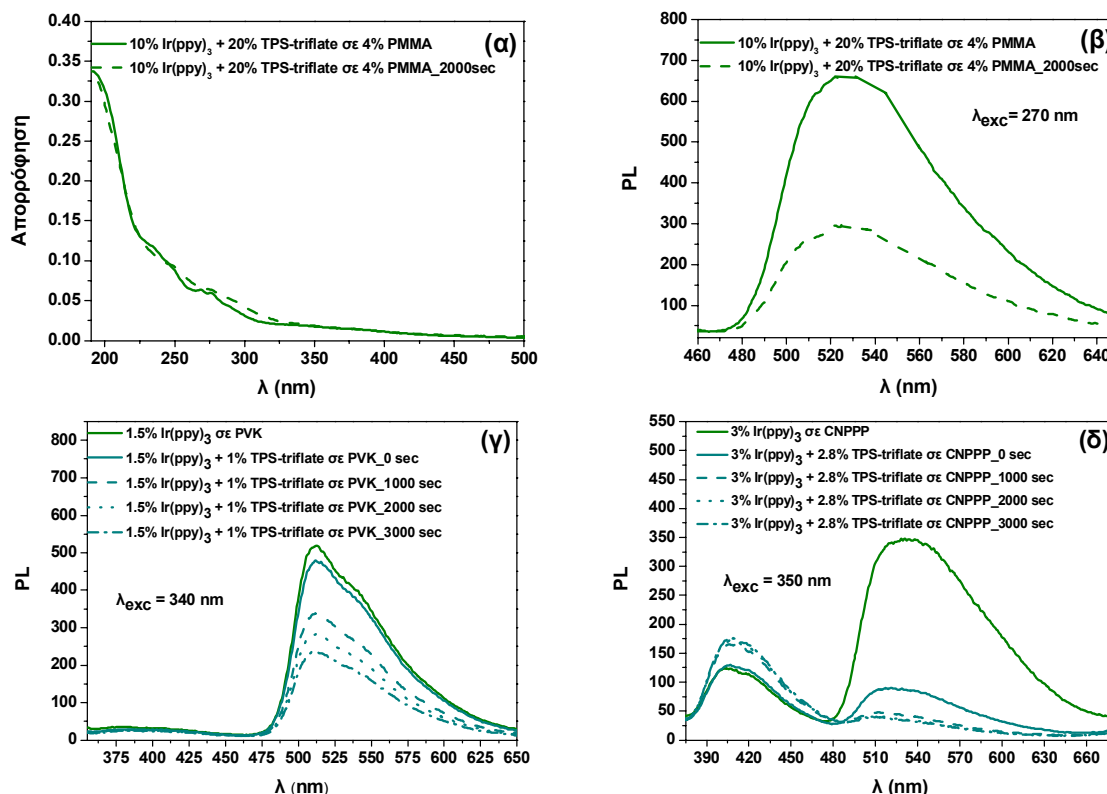 (α)
10% Ir(ppy)3 + 20% TPS-triflate σε 4% PMMA
10% Ir(ppy)3 + 20% TPS-triflate σε 4% PMMA_2000sec
0.40
0.35
0.30
0.25
0.20
0.15
0.10
0.05
0.00
Απορρόφηση
200 250 300 350 400 450 500
λ (nm)
(β)
10% Ir(ppy)3 + 20% TPS-triflate σε 4% PMMA
10% Ir(ppy)3 + 20% TPS-triflate σε 4% PMMA_2000sec
λexc = 270 nm
800
700
600
500
400
300
200
100
PL
460 480 500 520 540 560 580 600 620 640
λ (nm)
(γ)
1.5% Ir(ppy)3 σε PVK
1.5% Ir(ppy)3 + 1% TPS-triflate σε PVK_0 sec
1.5% Ir(ppy)3 + 1% TPS-triflate σε PVK_1000 sec
1.5% Ir(ppy)3 + 1% TPS-triflate σε PVK_2000 sec
1.5% Ir(ppy)3 + 1% TPS-triflate σε PVK_3000 sec
λexc = 340 nm
800
700
600
500
400
300
200
100
0
PL
375 400 425 450 475 500 525 550 575 600 625 650
λ (nm)
(δ)
3% Ir(ppy)3 σε CNPPP
3% Ir(ppy)3 + 2.8% TPS-triflate σε CNPPP_0 sec
3% Ir(ppy)3 + 2.8% TPS-triflate σε CNPPP_1000 sec
3% Ir(ppy)3 + 2.8% TPS-triflate σε CNPPP_2000 sec
3% Ir(ppy)3 + 2.8% TPS-triflate σε CNPPP_3000 sec
λexc = 350 nm
550
500
450
400
350
300
250
200
150
100
50
0
PL
390 420 450 480 510 540 570 600 630 660
λ (nm)